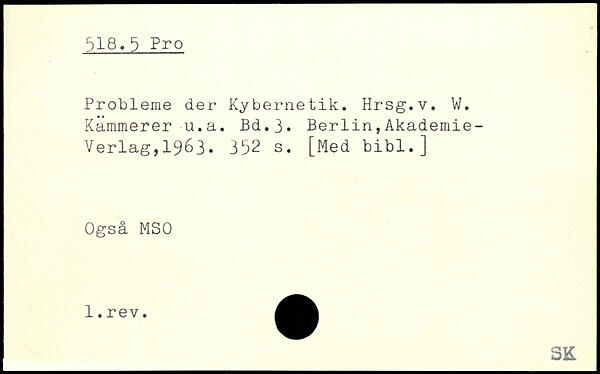 518.5 Pro
Probleme der Kybernetik. Hrsg.v. W.
Kämmerer u.a. Bd.3. Berlin,Akademie-
Verlag,1963. 352 s. [Med bibl.]
Også MSO
1.rev.
SK